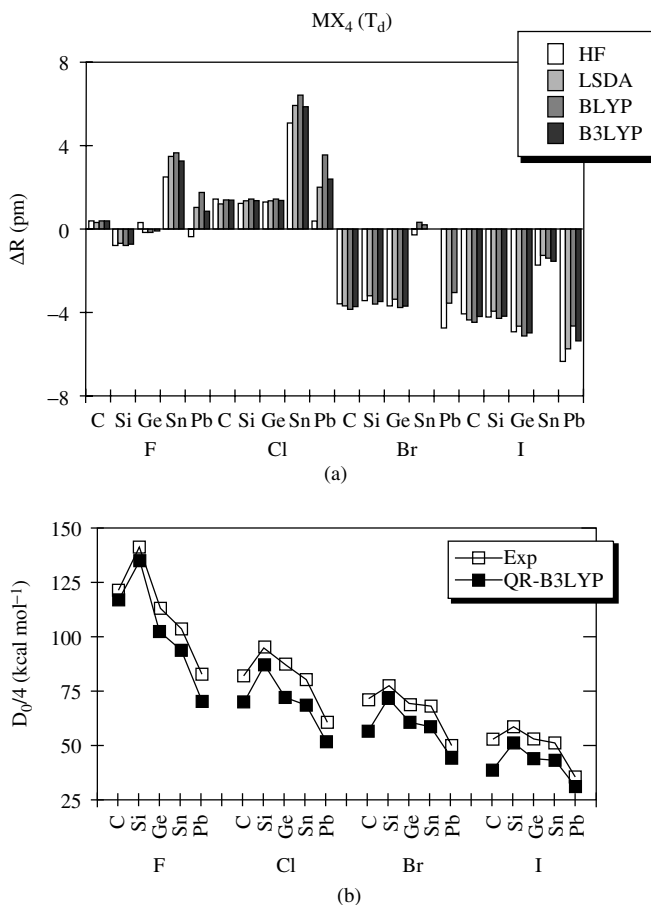 MX₄ (T_d)
HF
LSDA
BLYP
B3LYP
8
4
0
−4
−8
ΔR (pm)
C Si Ge Sn Pb C Si Ge Sn Pb C Si Ge Sn Pb C Si Ge Sn Pb
F Cl Br I
(a)
150
125
100
75
50
25
D₀/4 (kcal mol⁻¹)
Exp
QR-B3LYP
C Si Ge Sn Pb C Si Ge Sn Pb C Si Ge Sn Pb C Si Ge Sn Pb
F Cl Br I
(b)